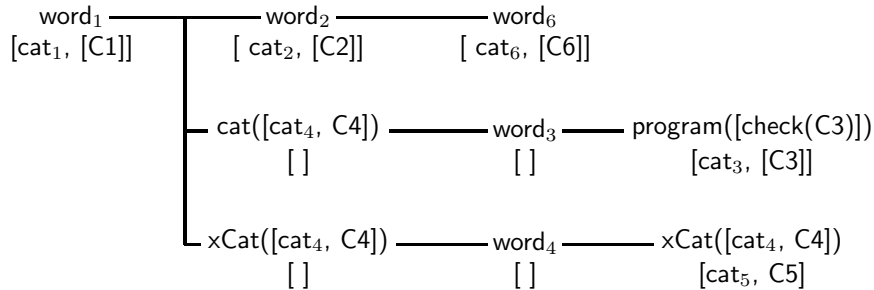 word₁ word₂ word₆
[cat₁, [C1]] [ cat₂, [C2]] [ cat₆, [C6]]
cat([cat₄, C4]) word₃ program([check(C3)])
[ ] [ ] [cat₃, [C3]]
xCat([cat₄, C4]) word₄ xCat([cat₄, C4])
[ ] [ ] [cat₅, C5]